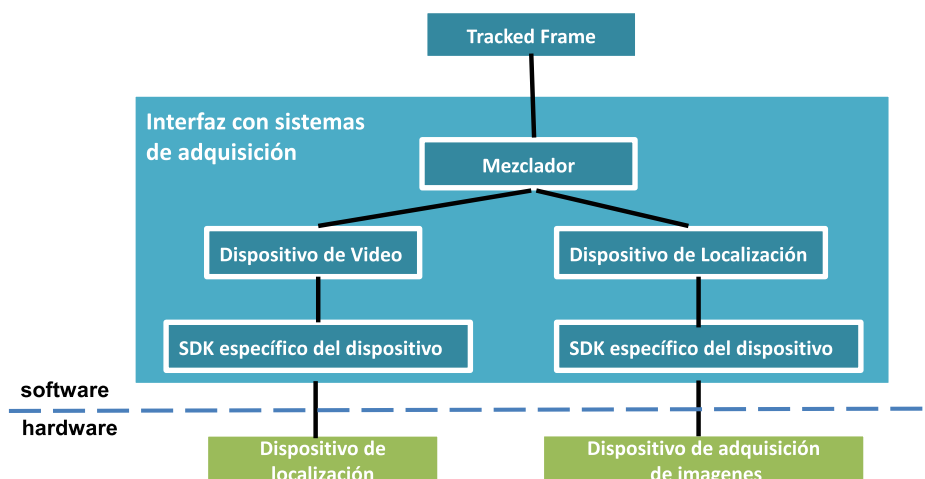 Tracked Frame
Interfaz con sistemas
de adquisición
Mezclador
Dispositivo de Video
Dispositivo de Localización
SDK específico del dispositivo
SDK específico del dispositivo
software
hardware
Dispositivo de
localización
Dispositivo de adquisición
de imagenes